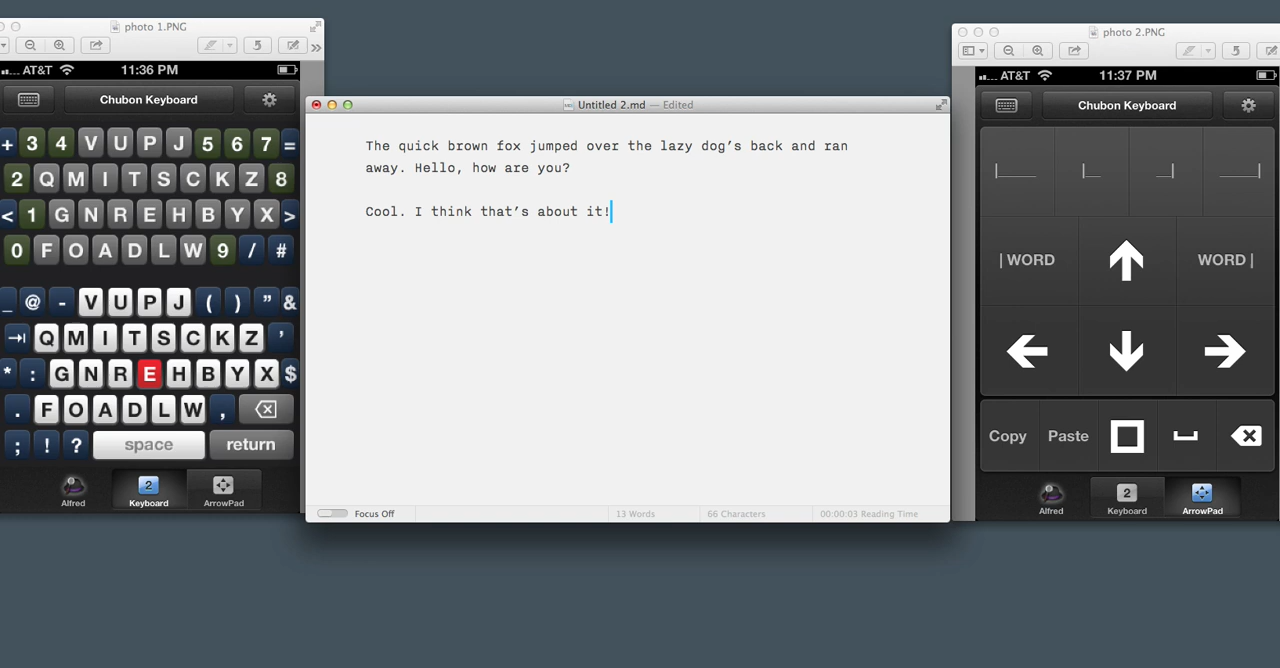 photo 1.PNG
AT&T 11:36 PM
Chubon Keyboard
+ 3 4 V U P J 5 6 7 =
2 Q M I T S C K Z 8
< 1 G N R E H B Y X >
0 F O A D L W 9 / #
_ @ - V U P J ( ) ” &
Q M I T S C K Z ’
* : G N R E H B Y X $
. F O A D L W ,
; ! ? space return
Alfred 2 Keyboard ArrowPad
Untitled 2.md — Edited
The quick brown fox jumped over the lazy dog’s back and ran
away. Hello, how are you?
Cool. I think that’s about it!
Focus Off 13 Words 66 Characters 00:00:03 Reading Time
photo 2.PNG
AT&T 11:37 PM
Chubon Keyboard
| WORD WORD |
Copy Paste
Alfred 2 Keyboard ArrowPad